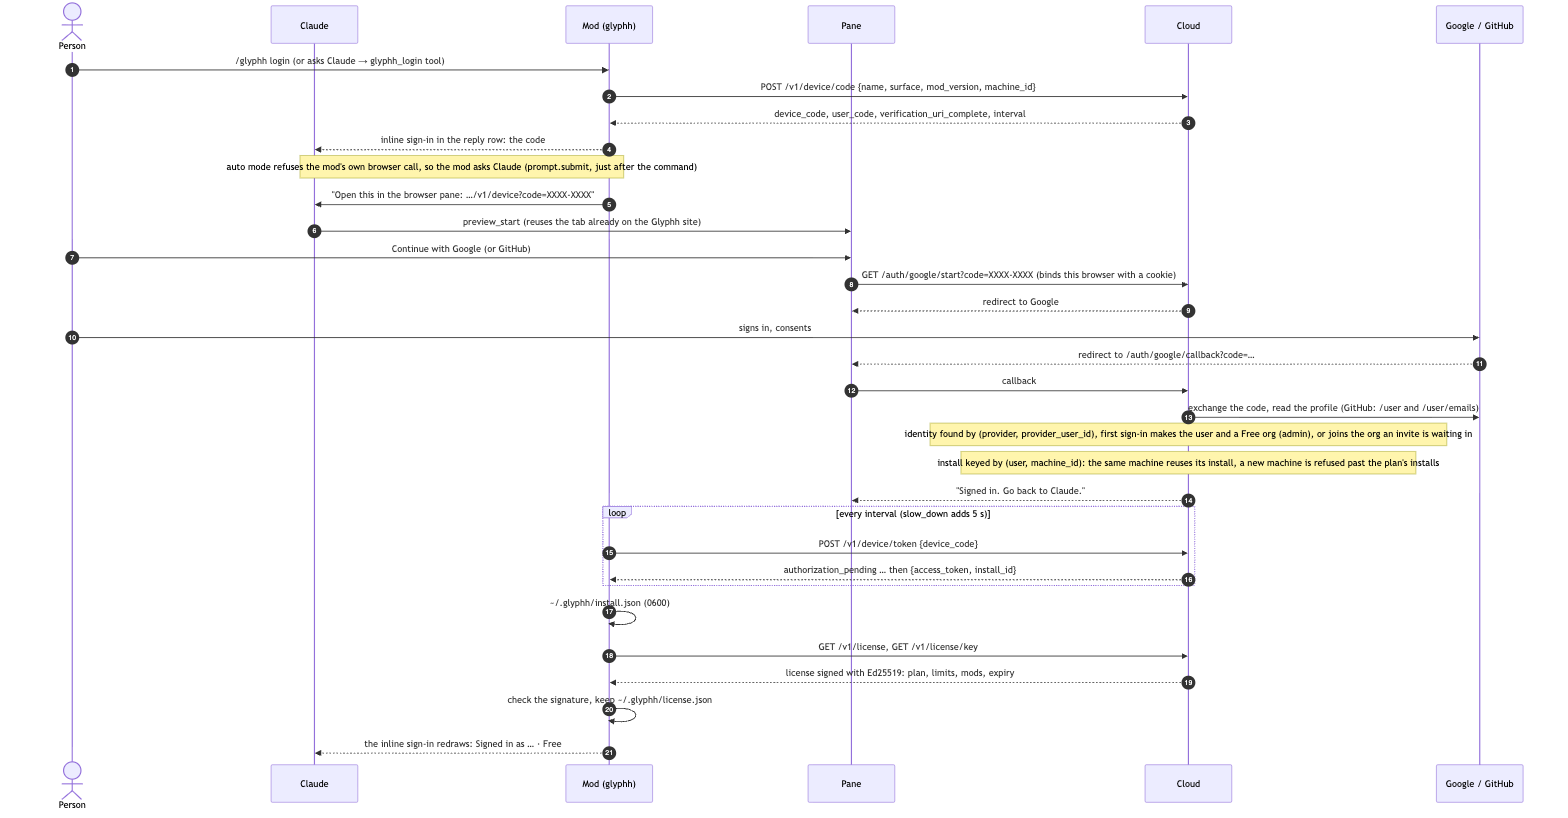 Claude
Mod (glyphh)
Pane
Cloud
Google / GitHub
Person
1
/glyphh login (or asks Claude → glyphh_login tool)
2
POST /v1/device/code {name, surface, mod_version, machine_id}
device_code, user_code, verification_uri_complete, interval
3
inline sign-in in the reply row: the code
4
auto mode refuses the mod's own browser call, so the mod asks Claude (prompt.submit, just after the command)
"Open this in the browser pane: …/v1/device?code=XXXX-XXXX"
5
6
preview_start (reuses the tab already on the Glyphh site)
7
Continue with Google (or GitHub)
8
GET /auth/google/start?code=XXXX-XXXX (binds this browser with a cookie)
redirect to Google
9
10
signs in, consents
redirect to /auth/google/callback?code=…
11
12
callback
13
exchange the code, read the profile (GitHub: /user and /user/emails)
identity found by (provider, provider_user_id), first sign-in makes the user and a Free org (admin), or joins the org an invite is waiting in
install keyed by (user, machine_id): the same machine reuses its install, a new machine is refused past the plan's installs
"Signed in. Go back to Claude."
14
loop
[every interval (slow_down adds 5 s)]
15
POST /v1/device/token {device_code}
authorization_pending … then {access_token, install_id}
16
~/.glyphh/install.json (0600)
17
18
GET /v1/license, GET /v1/license/key
license signed with Ed25519: plan, limits, mods, expiry
19
check the signature, keep ~/.glyphh/license.json
20
the inline sign-in redraws: Signed in as … · Free
21
Person
Claude
Mod (glyphh)
Pane
Cloud
Google / GitHub